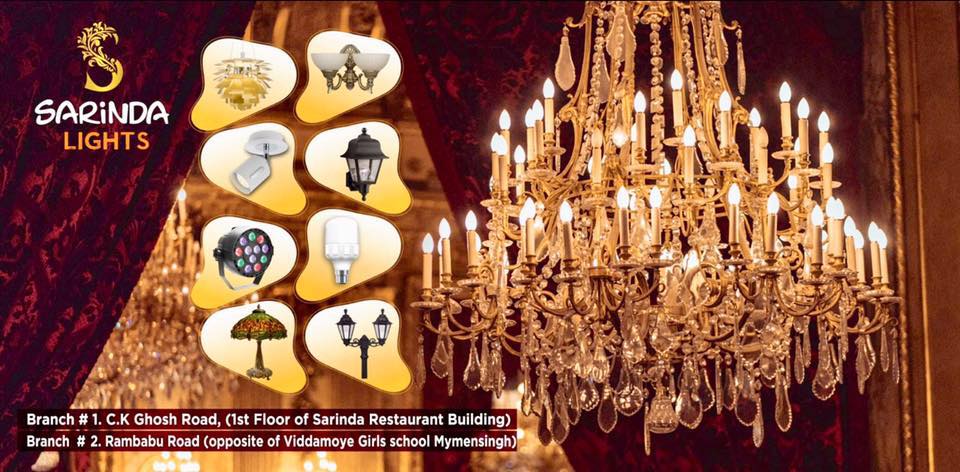 SARiNDA
LIGHTS
Branch # 1. C.K Ghosh Road, (1st Floor of Sarinda Restaurant Building)
Branch # 2. Rambabu Road (opposite of Viddamoye Girls school Mymensingh)